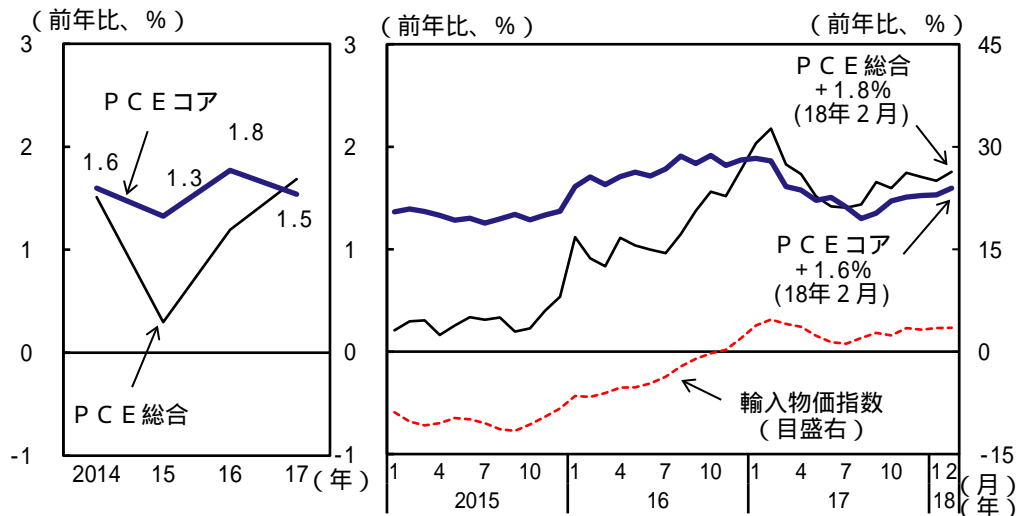 (前年比、%)
3
2
1
0
-1
PCEコア
1.6
1.3
1.8
1.5
PCE総合
2014 15 16 17 (年)
(前年比、%) (前年比、%)
3
2
1
0
-1
45
30
15
0
-15
PCE総合
+1.8%
(18年2月)
PCEコア
+1.6%
(18年2月)
輸入物価指数
(目盛右)
1 4 7 10 1 4 7 10 1 4 7 10 1 2 (月)
2015 16 17 18 (年)